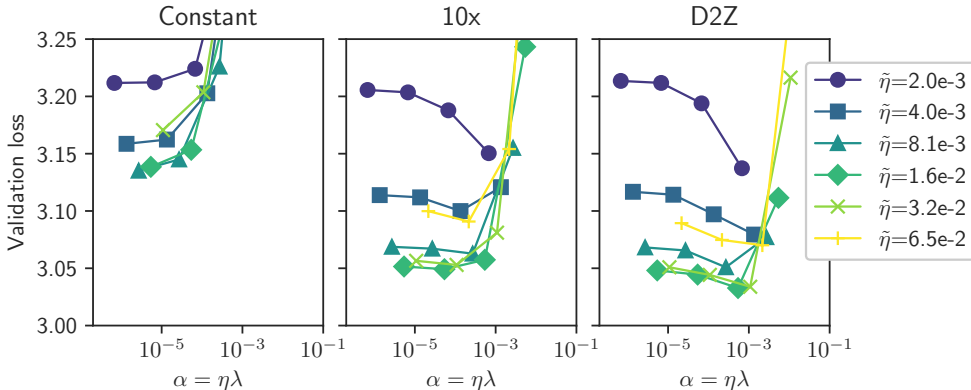 Constant
10x
D2Z
Validation loss
3.25
3.20
3.15
3.10
3.05
3.00
10⁻⁵ 10⁻³ 10⁻¹
10⁻⁵ 10⁻³ 10⁻¹
10⁻⁵ 10⁻³ 10⁻¹
α = ηλ
α = ηλ
α = ηλ
η̃=2.0e-3
η̃=4.0e-3
η̃=8.1e-3
η̃=1.6e-2
η̃=3.2e-2
η̃=6.5e-2